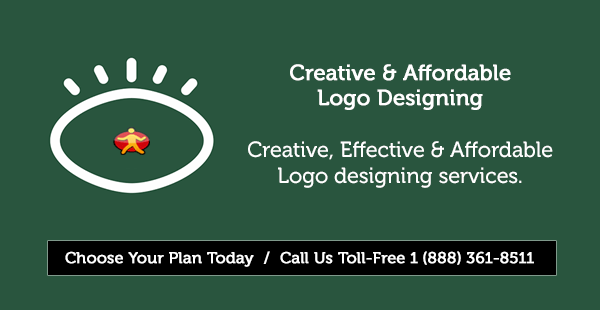 Creative & Affordable
Logo Designing
Creative, Effective & Affordable
Logo designing services.
Choose Your Plan Today / Call Us Toll-Free 1 (888) 361-8511